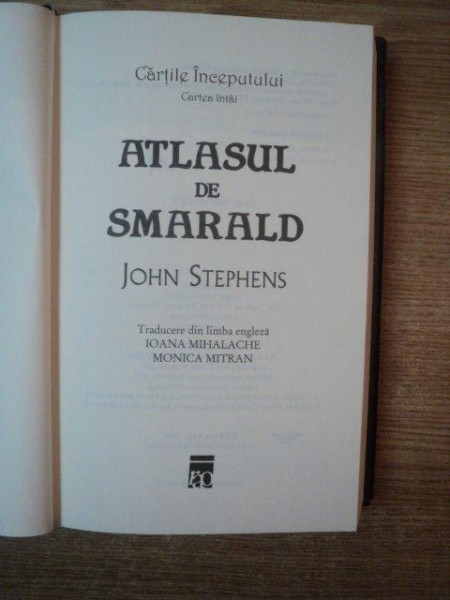 Cărțile Începutului
Cartea întâi
ATLASUL
DE
SMARALD
JOHN STEPHENS
Traducere din limba engleză
IOANA MIHALACHE
MONICA MITRAN
rao